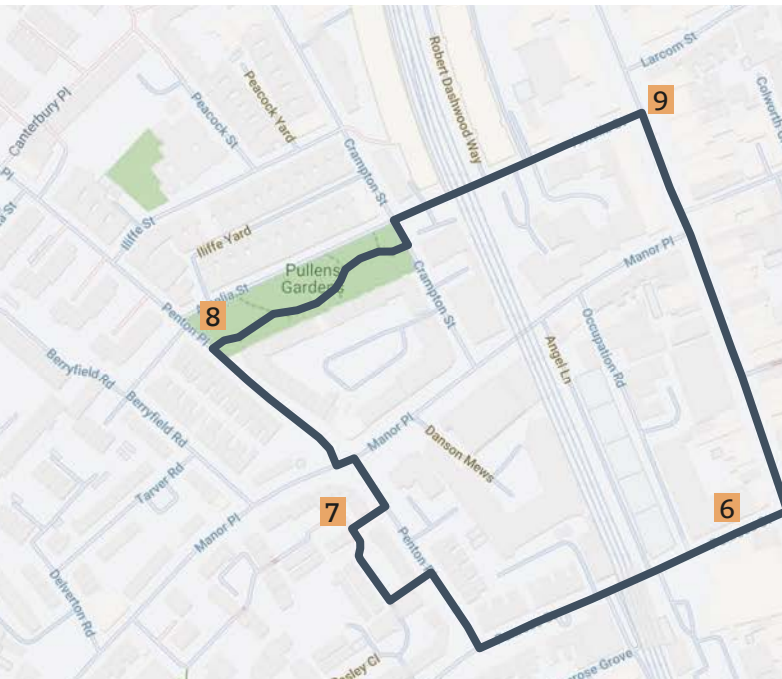 Larcom St
9
Colworth
Robert Dashwood Way
Peacock Yard
Peacock St
Canterbury Pl
Pl
Crampton St
Iliffe St
Iliffe Yard
Manor Pl
Pullens
Gardens
Crampton St
8
Penton Pl
Occupation Rd
Angel Ln
Berryfield Rd
Berryfield Rd
Manor Pl
Danson Mews
Tarver Rd
6
7
Manor Pl
Penton
Delverton Rd